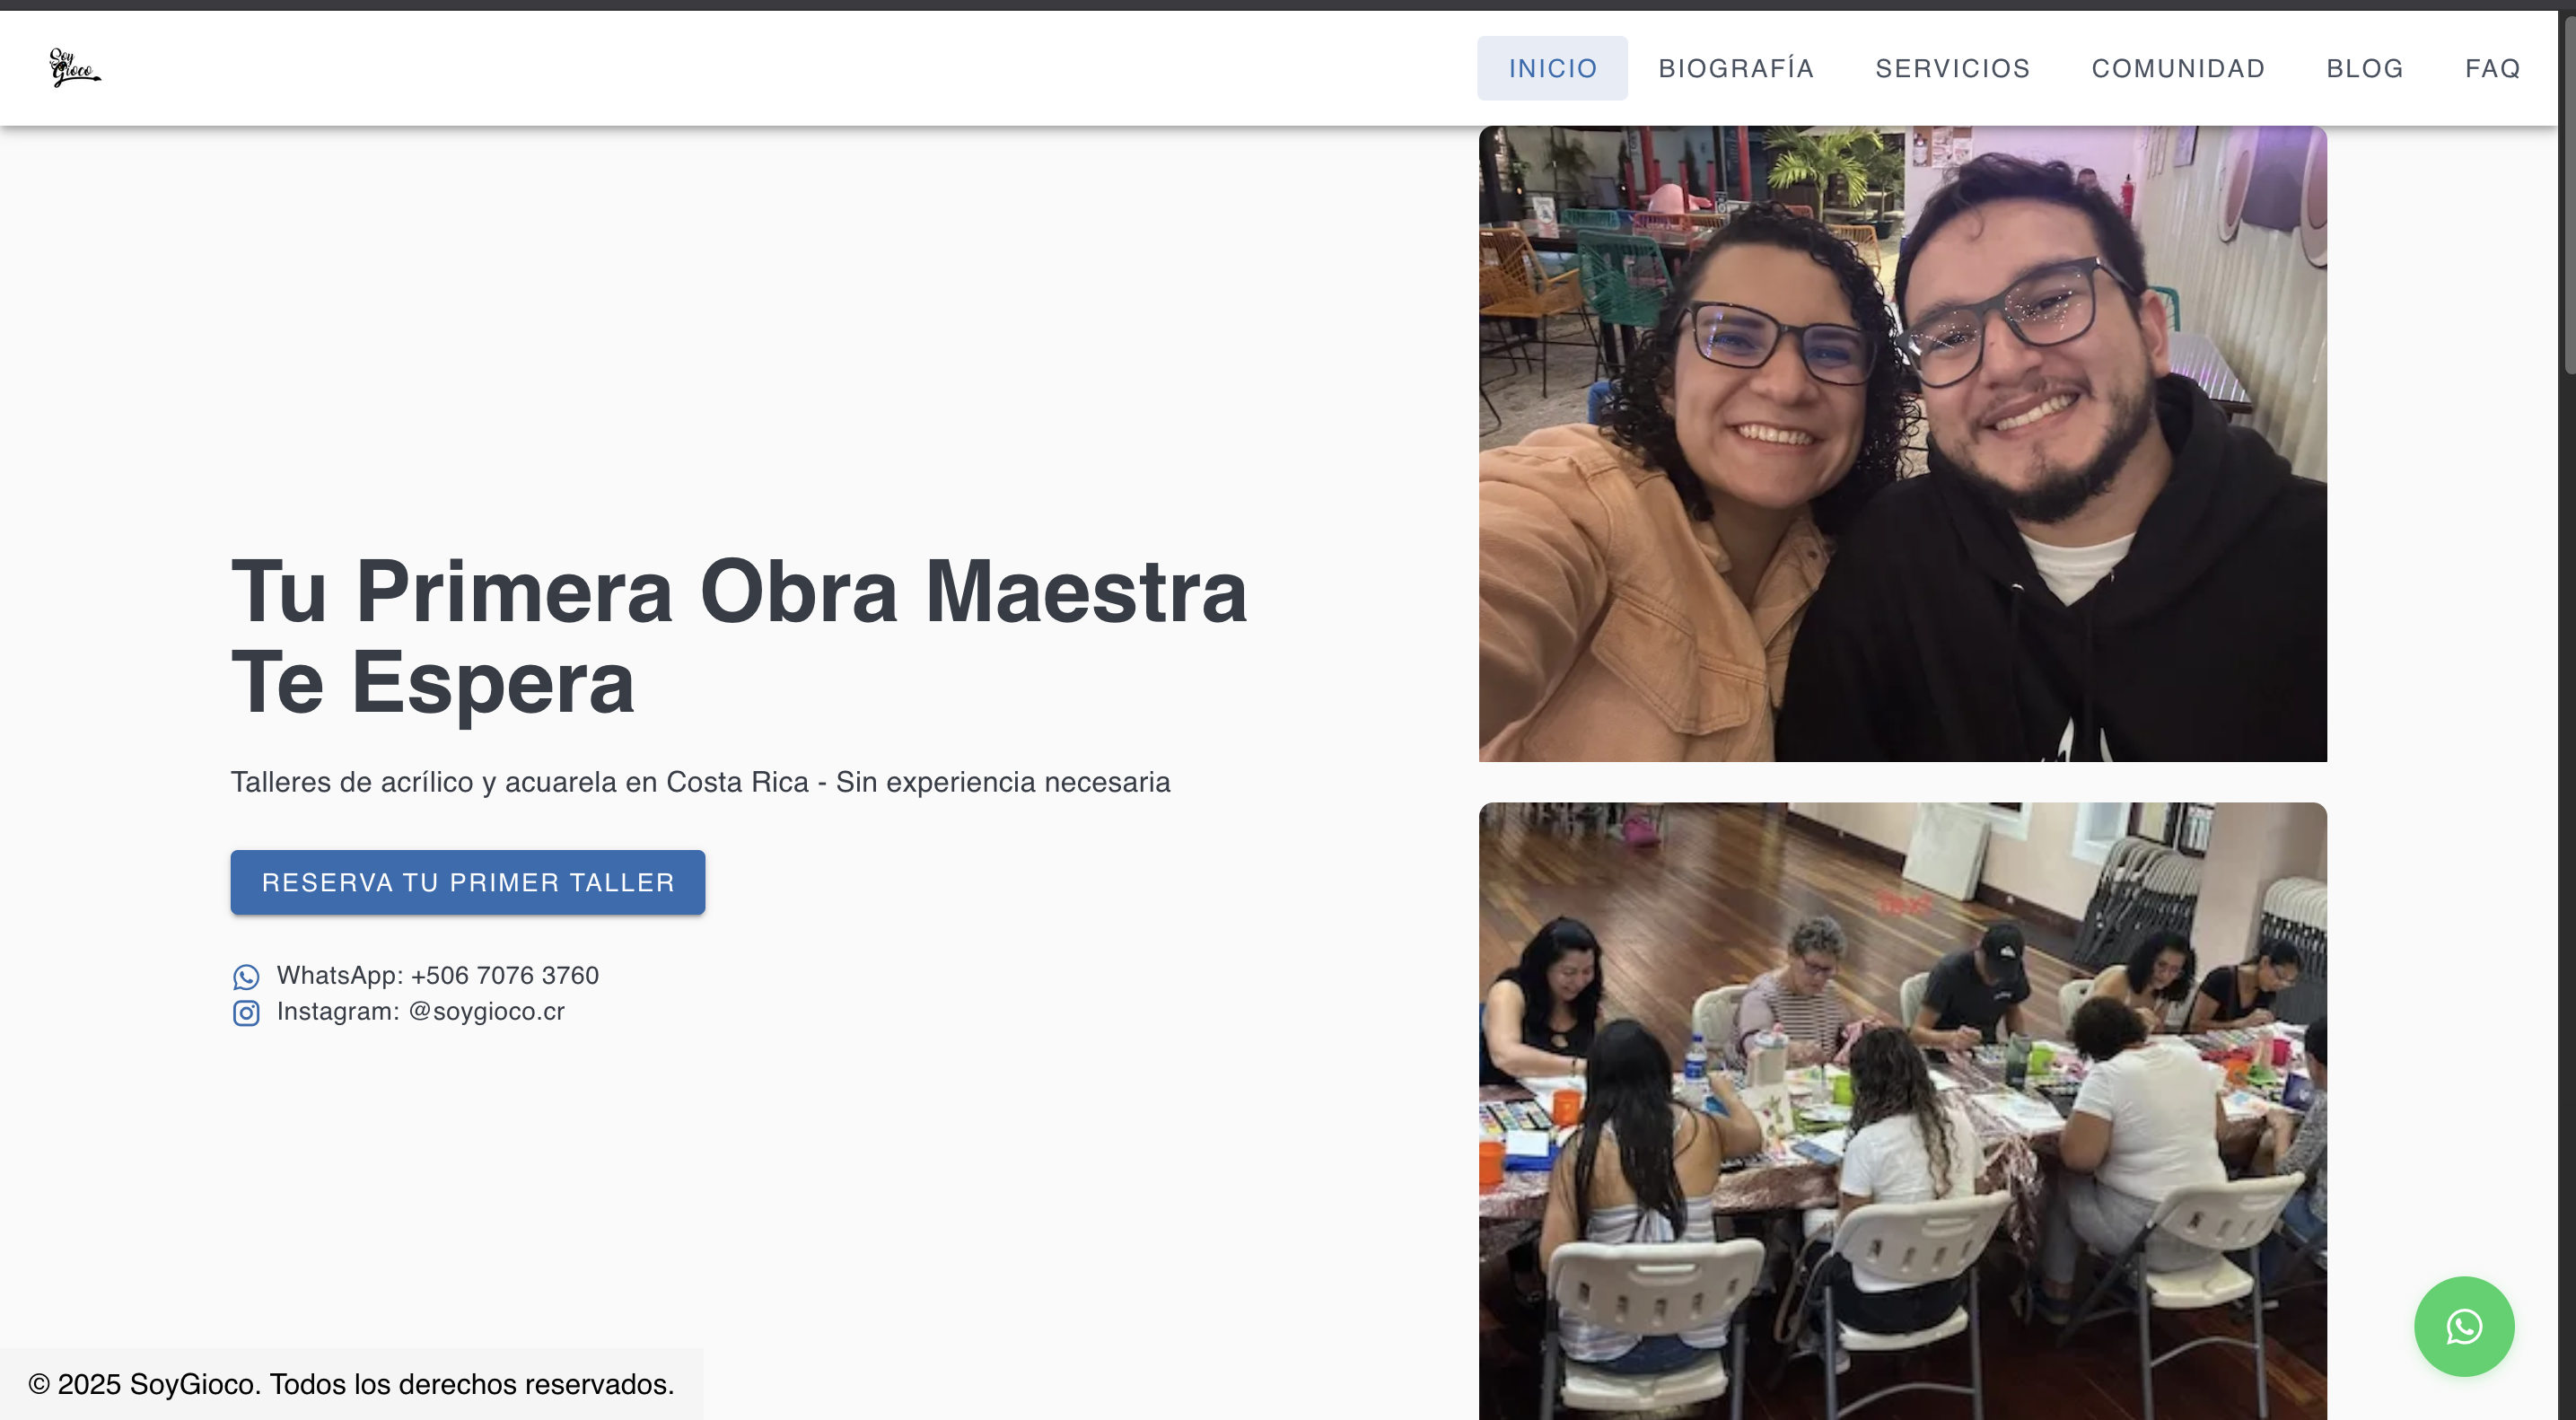 Soy
Gioco
INICIO
BIOGRAFÍA
SERVICIOS
COMUNIDAD
BLOG
FAQ
Tu Primera Obra Maestra
Te Espera
Talleres de acrílico y acuarela en Costa Rica - Sin experiencia necesaria
RESERVA TU PRIMER TALLER
WhatsApp: +506 7076 3760
Instagram: @soygioco.cr
© 2025 SoyGioco. Todos los derechos reservados.